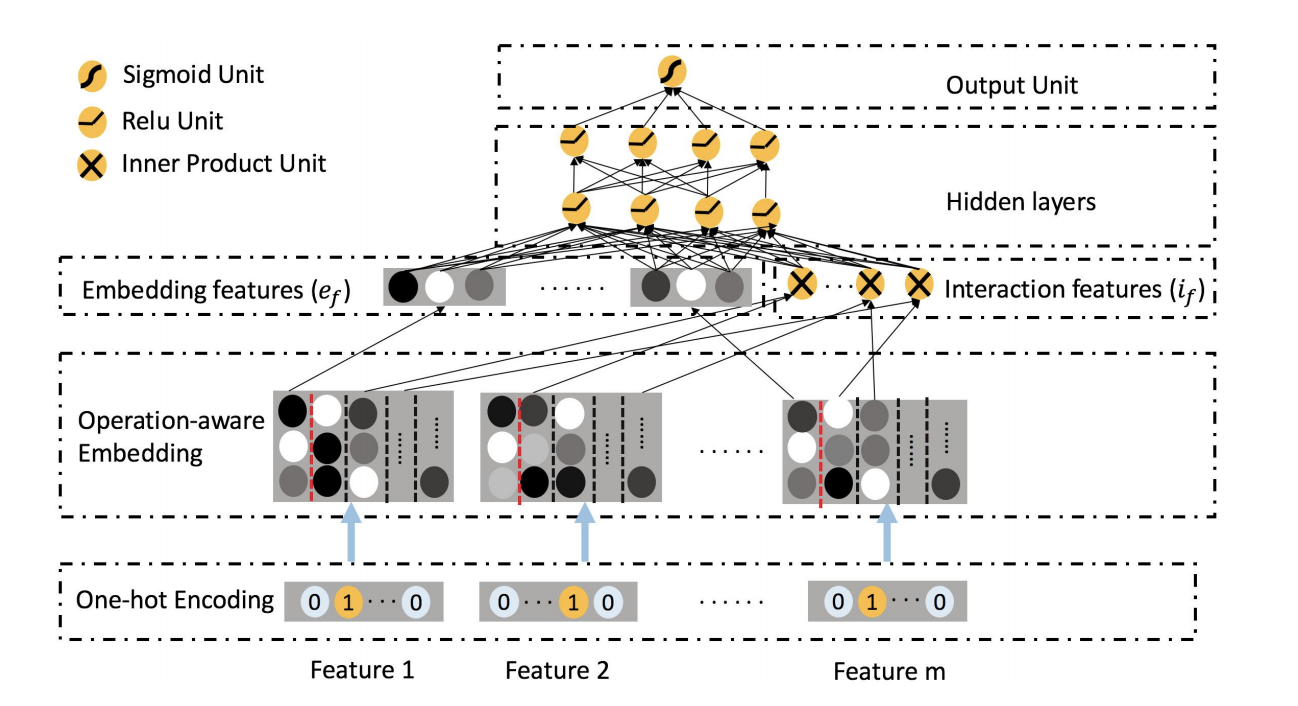 Sigmoid Unit
Relu Unit
Inner Product Unit
Output Unit
Hidden layers
Embedding features (e_f)
......
...
Interaction features (i_f)
Operation-aware
Embedding
......
One-hot Encoding
0 1 ... 0
0 ... 1 0
......
0 1 ... 0
Feature 1
Feature 2
Feature m